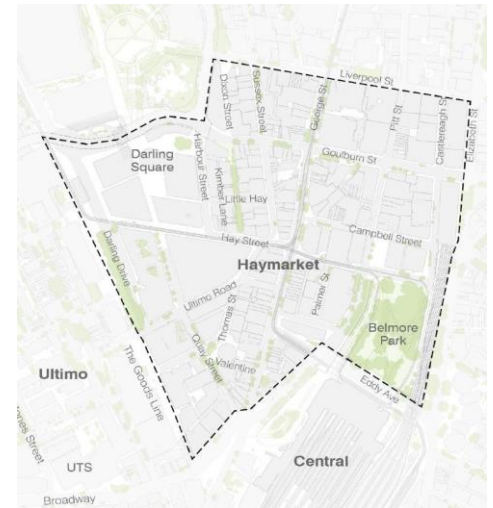 Liverpool St
Dixon Street
Sussex Street
George St
Pitt St
Castlereagh St
Elizabeth St
Goulburn St
Darling
Square
Harbour Street
Kimber Lane
Little Hay
Campbell Street
Hay Street
Haymarket
Darling Drive
Ultimo Road
Thomas St
Palmer St
Belmore
Park
Quay Street
Valentine
The Goods Line
Eddy Ave
Ultimo
Jones Street
UTS
Central
Broadway